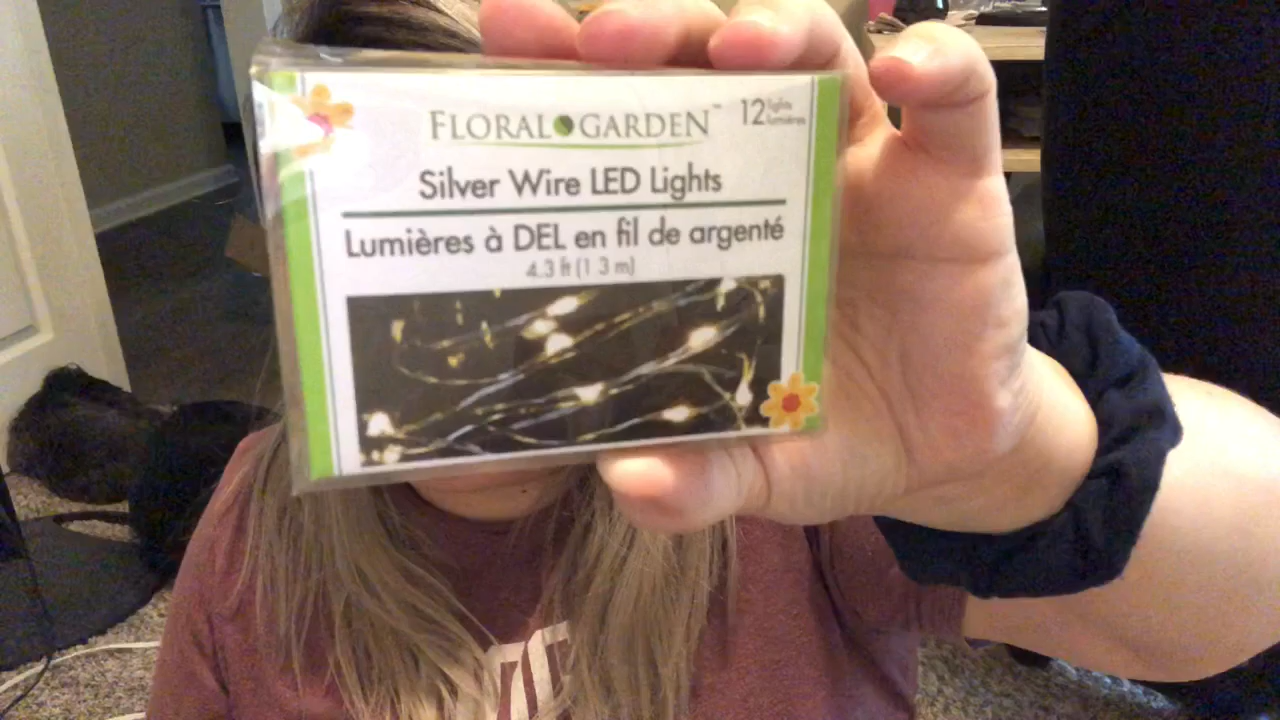 FLORAL GARDEN™
12 lights
lumières
Silver Wire LED Lights
Lumières à DEL en fil de argenté
4.3 ft (1.3 m)